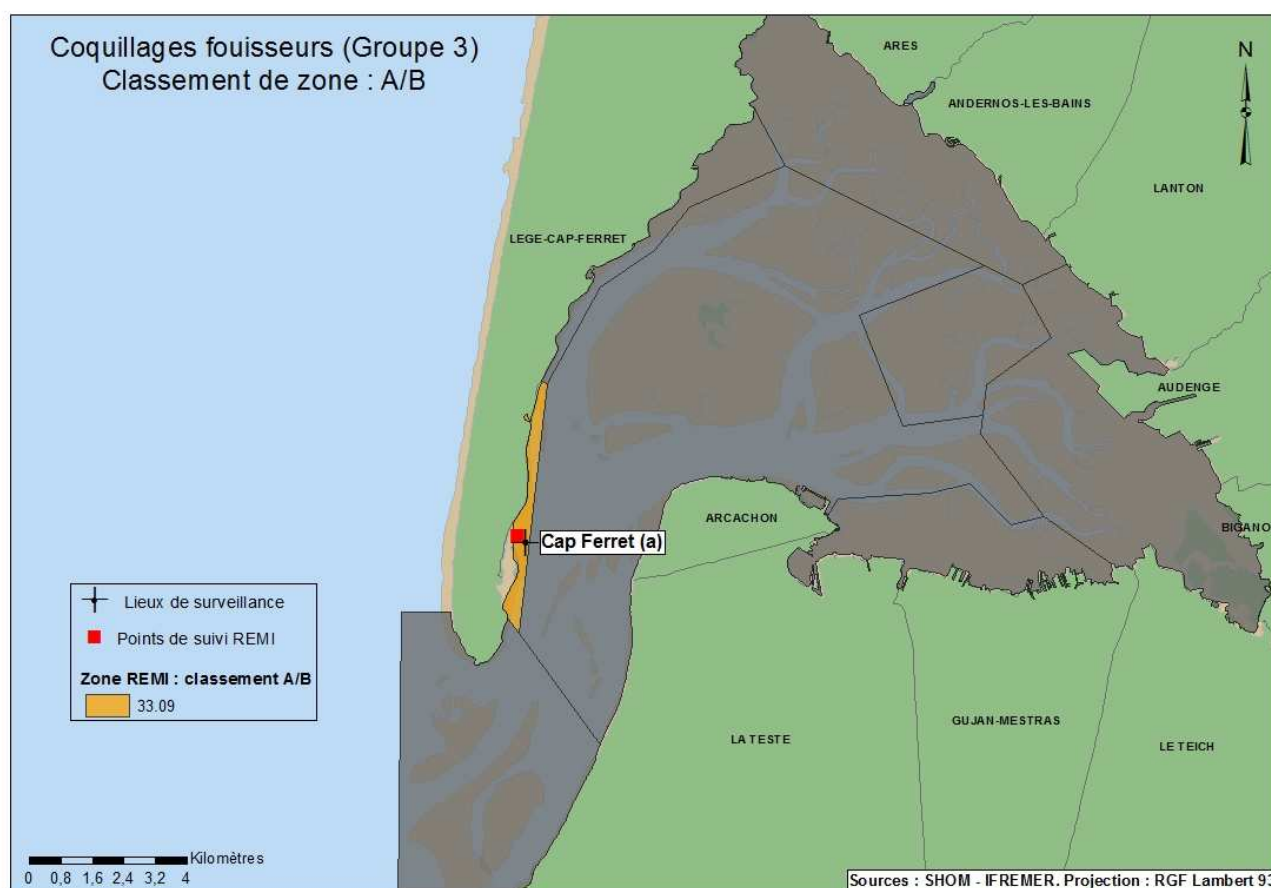 Coquillages fouisseurs (Groupe 3)
Classement de zone : A/B
N
ARES
ANDERNOS-LES-BAINS
LANTON
LEGE-CAP-FERRET
AUDENGE
ARCACHON
Cap Ferret (a)
BIGANO
Lieux de surveillance
Points de suivi REMI
Zone REMI : classement A/B
33.09
LA TESTE
GUJAN-MESTRAS
LE TEICH
Kilomètres
0 0,8 1,6 2,4 3,2 4
Sources : SHOM - IFREMER. Projection : RGF Lambert 93